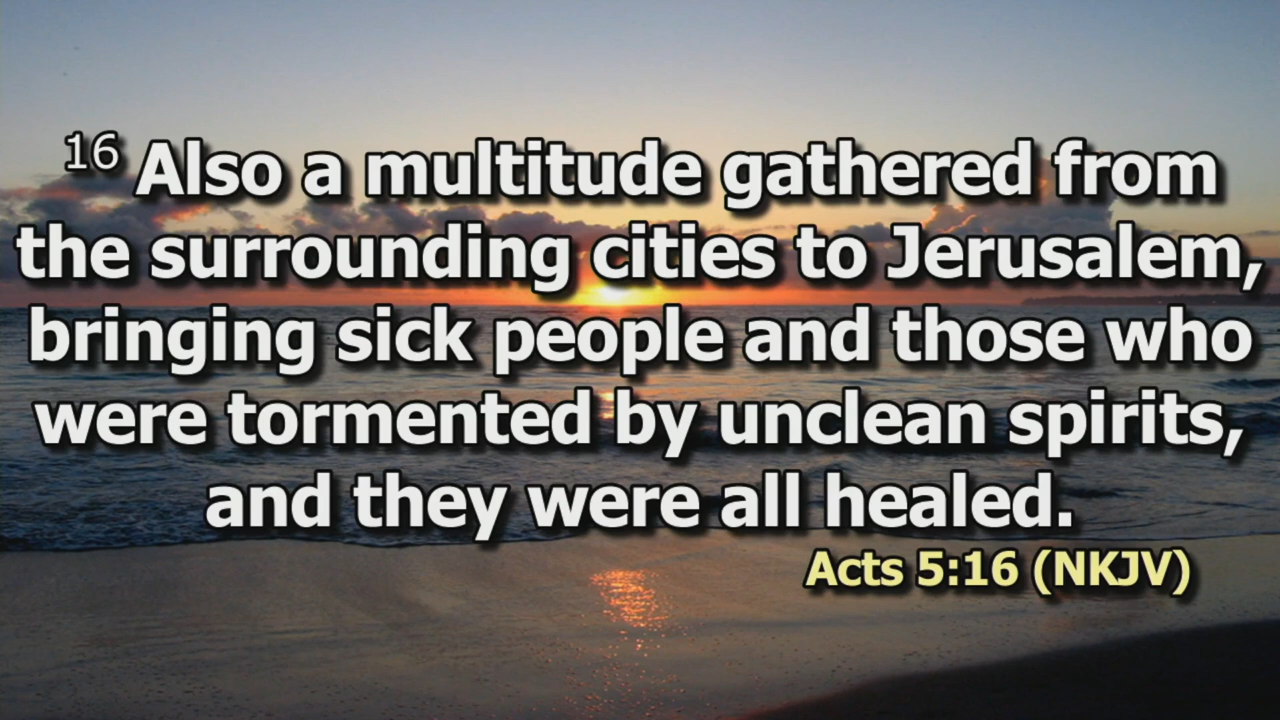 16 Also a multitude gathered from
the surrounding cities to Jerusalem,
bringing sick people and those who
were tormented by unclean spirits,
and they were all healed.
Acts 5:16 (NKJV)